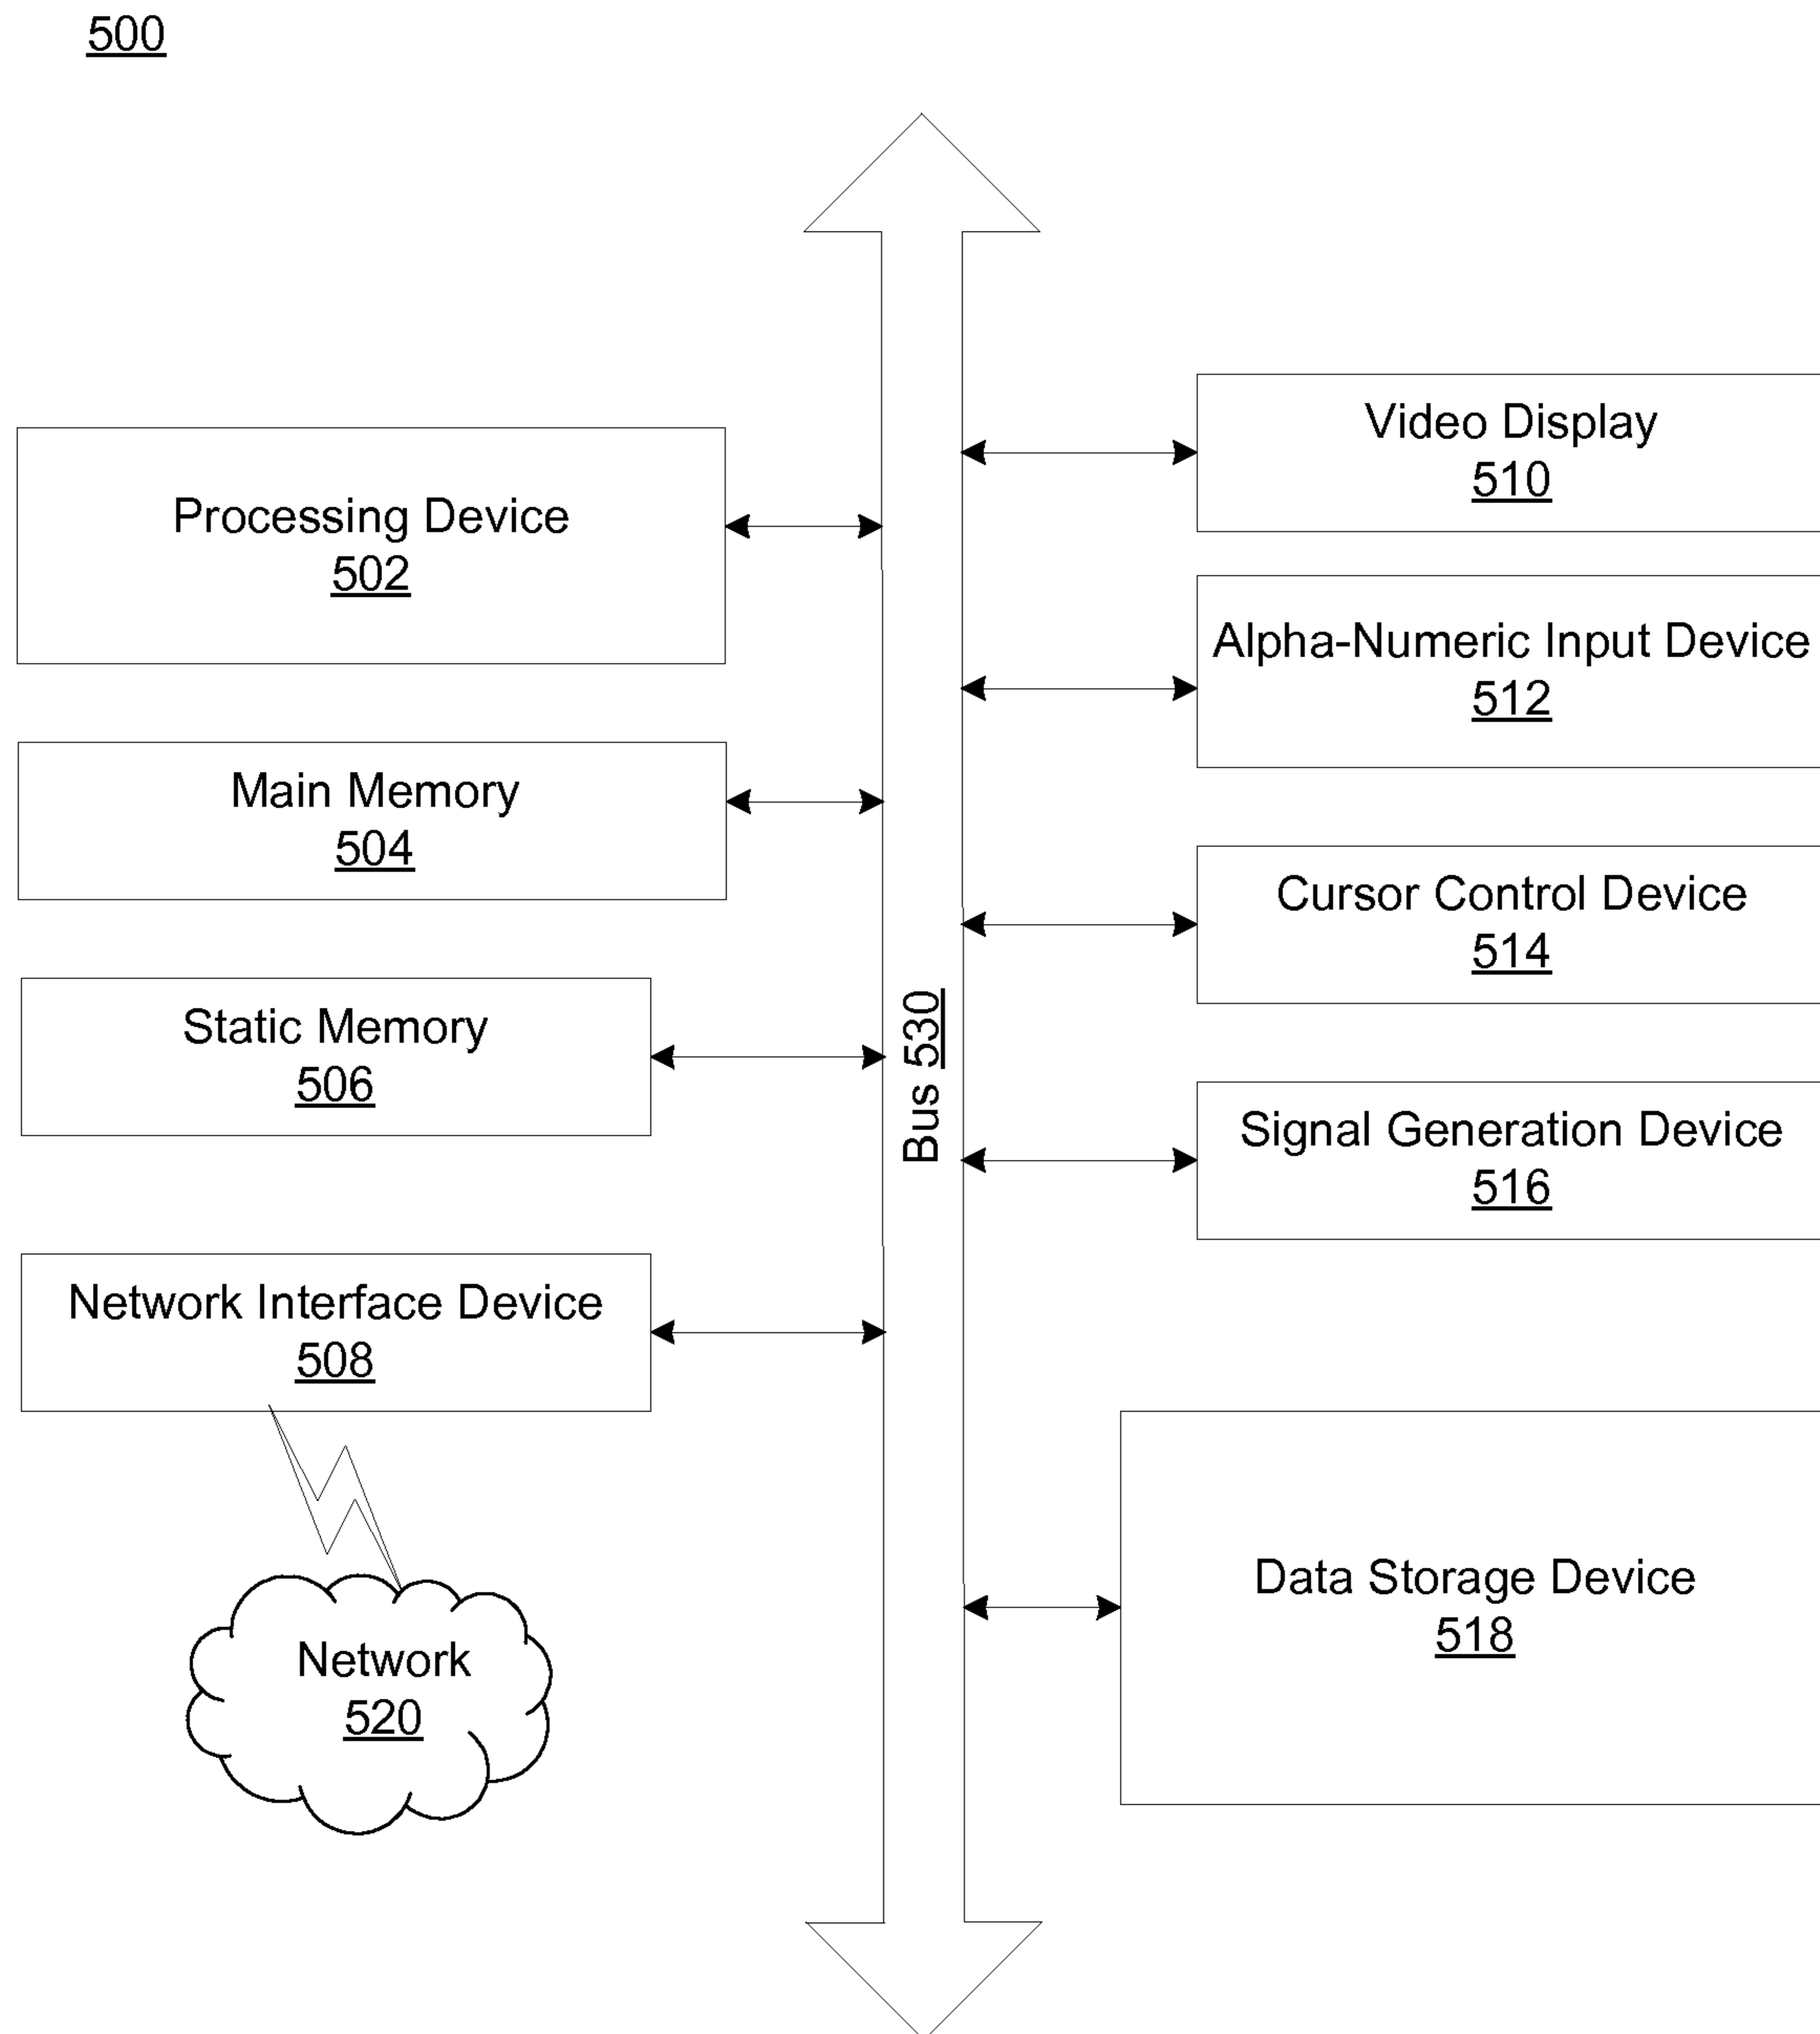 500
Processing Device
502
Main Memory
504
Static Memory
506
Network Interface Device
508
Network
520
Bus 530
Video Display
510
Alpha-Numeric Input Device
512
Cursor Control Device
514
Signal Generation Device
516
Data Storage Device
518